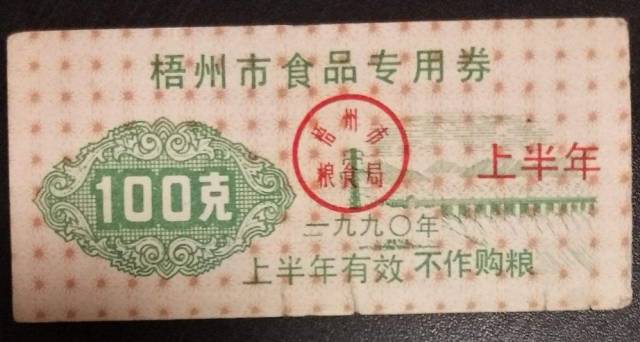 梧州市食品专用券
梧州市
粮食局
上半年
100克
一九九〇年
上半年有效 不作购粮